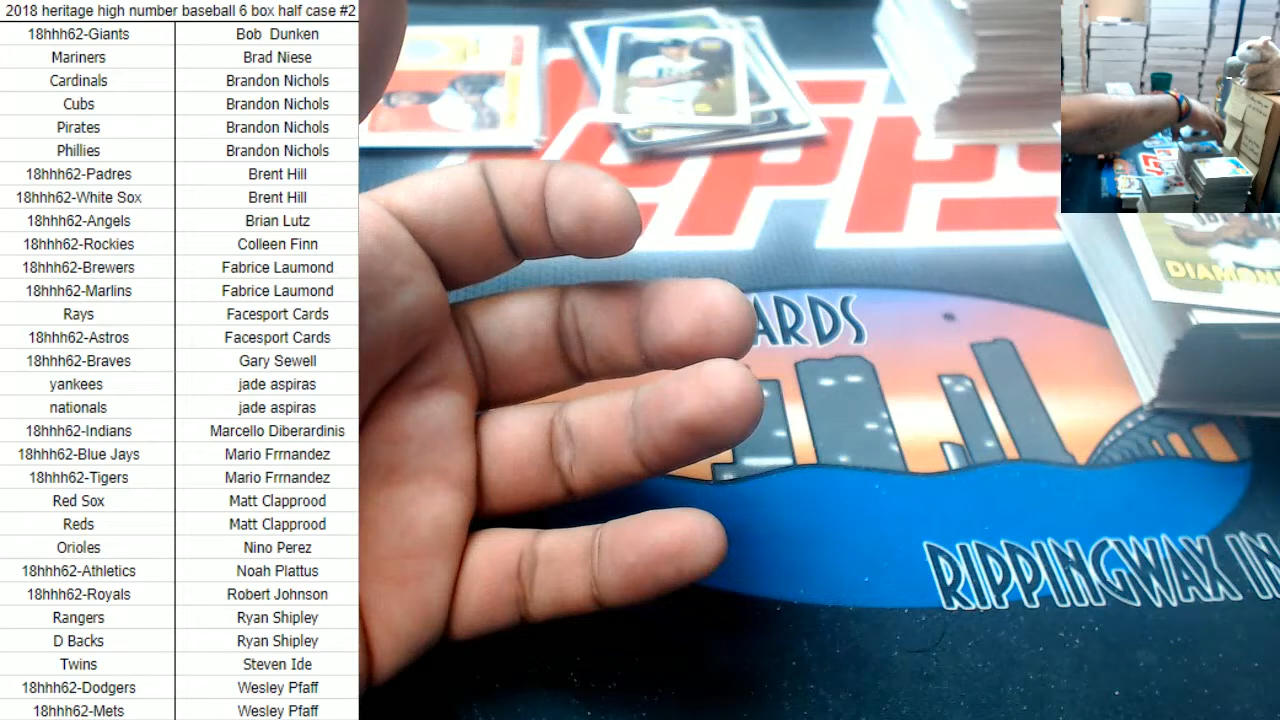 2018 heritage high number baseball 6 box half case #2
18hhh62-Giants Bob Dunken
Mariners Brad Niese
Cardinals Brandon Nichols
Cubs Brandon Nichols
Pirates Brandon Nichols
Phillies Brandon Nichols
18hhh62-Padres Brent Hill
18hhh62-White Sox Brent Hill
18hhh62-Angels Brian Lutz
18hhh62-Rockies Colleen Finn
18hhh62-Brewers Fabrice Laumond
18hhh62-Marlins Fabrice Laumond
Rays Facesport Cards
18hhh62-Astros Facesport Cards
18hhh62-Braves Gary Sewell
yankees jade aspiras
nationals jade aspiras
18hhh62-Indians Marcello Diberardinis
18hhh62-Blue Jays Mario Frrnandez
18hhh62-Tigers Mario Frrnandez
Red Sox Matt Clapprood
Reds Matt Clapprood
Orioles Nino Perez
18hhh62-Athletics Noah Plattus
18hhh62-Royals Robert Johnson
Rangers Ryan Shipley
D Backs Ryan Shipley
Twins Steven Ide
18hhh62-Dodgers Wesley Pfaff
18hhh62-Mets Wesley Pfaff
DIAMON
ARDS
RIPPINGWAX IN